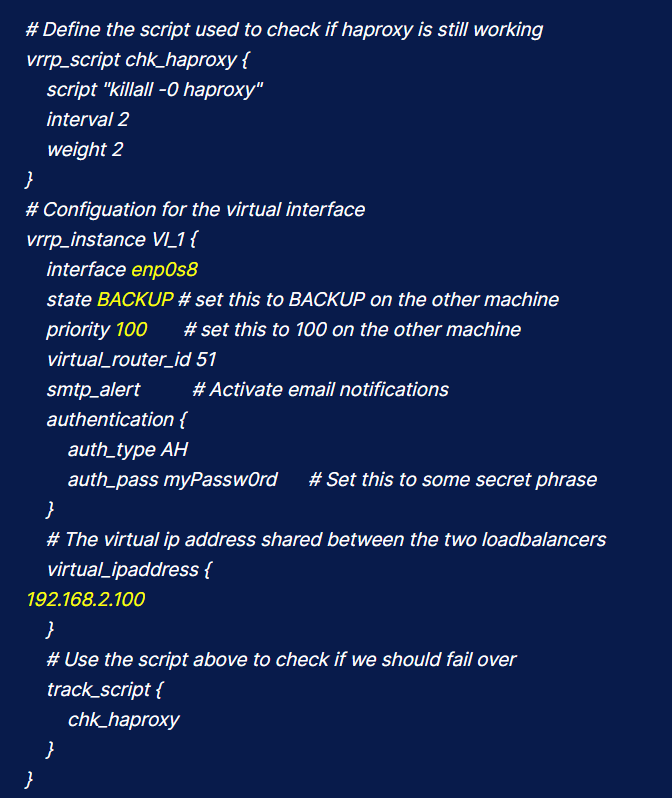 # Define the script used to check if haproxy is still working
vrrp_script chk_haproxy {
script "killall -0 haproxy"
interval 2
weight 2
}
# Configuation for the virtual interface
vrrp_instance VI_1 {
interface enp0s8
state BACKUP # set this to BACKUP on the other machine
priority 100 # set this to 100 on the other machine
virtual_router_id 51
smtp_alert # Activate email notifications
authentication {
auth_type AH
auth_pass myPassw0rd # Set this to some secret phrase
}
# The virtual ip address shared between the two loadbalancers
virtual_ipaddress {
192.168.2.100
}
# Use the script above to check if we should fail over
track_script {
chk_haproxy
}
}